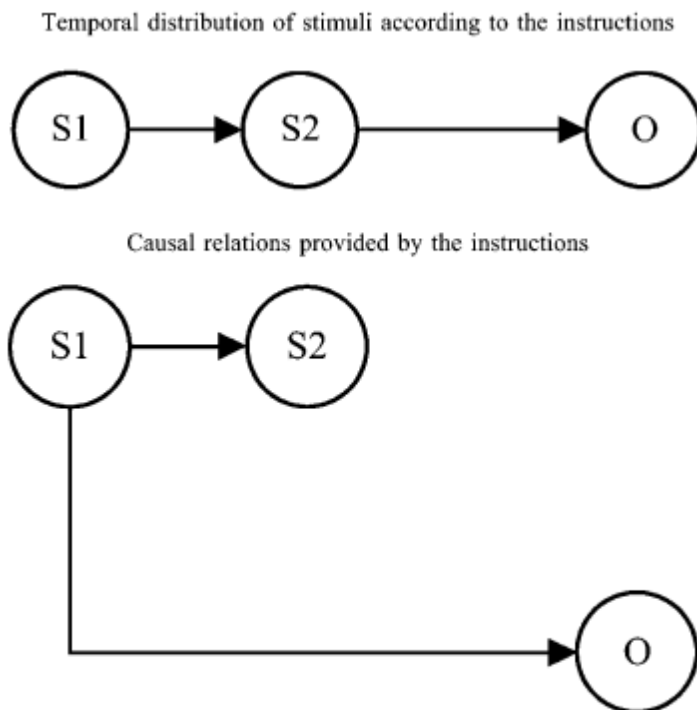 Temporal distribution of stimuli according to the instructions
S1 S2 O
Causal relations provided by the instructions
S1 S2
O